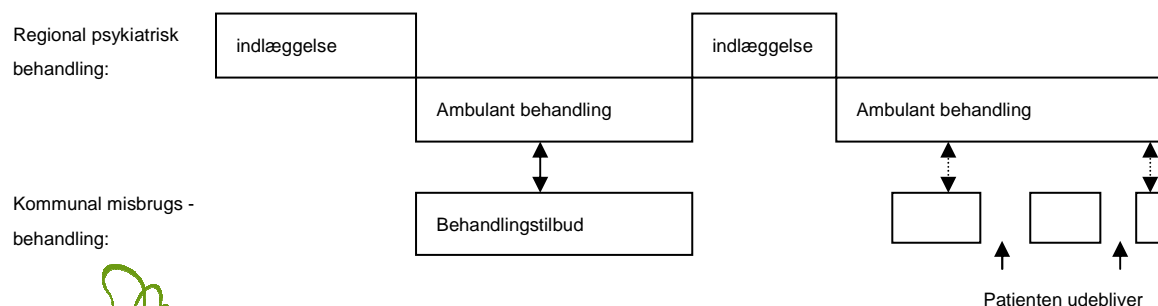 Regional psykiatrisk
behandling:
indlæggelse
indlæggelse
Ambulant behandling
Ambulant behandling
Kommunal misbrugs -
behandling:
Behandlingstilbud
Patienten udebliver